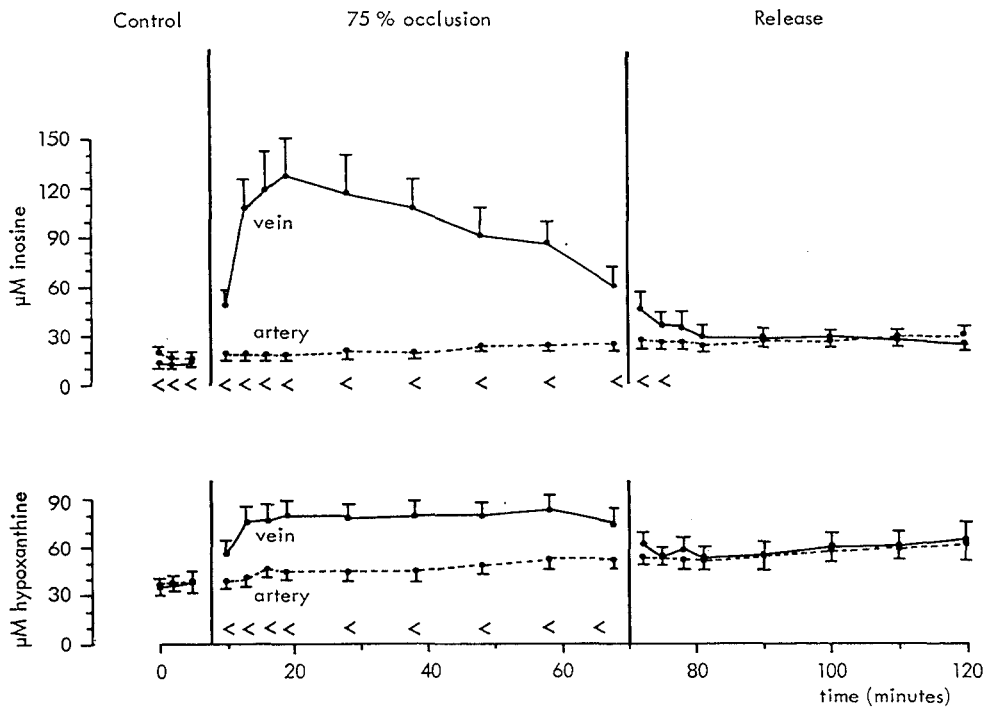 Control 75 % occlusion Release
µM inosine
150
120
90
60
30
0
vein
artery
< < < < < < < < < < < < < <
µM hypoxanthine
90
60
30
0
vein
artery
< < < < < < < < <
0 20 40 60 80 100 120
time (minutes)